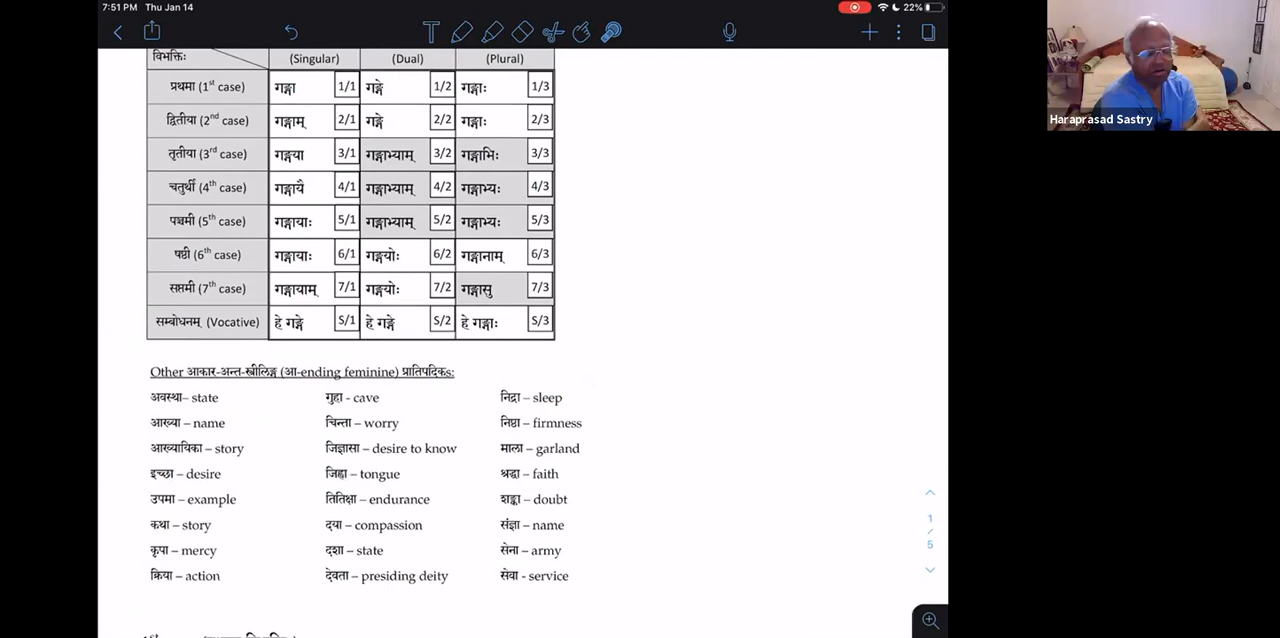 7:51 PM Thu Jan 14 22%
विभक्तिः (Singular) (Dual) (Plural)
प्रथमा (1st case) गङ्गा 1/1 गङ्गे 1/2 गङ्गाः 1/3
द्वितीया (2nd case) गङ्गाम् 2/1 गङ्गे 2/2 गङ्गाः 2/3
तृतीया (3rd case) गङ्गया 3/1 गङ्गाभ्याम् 3/2 गङ्गाभिः 3/3
चतुर्थी (4th case) गङ्गायै 4/1 गङ्गाभ्याम् 4/2 गङ्गाभ्यः 4/3
पञ्चमी (5th case) गङ्गायाः 5/1 गङ्गाभ्याम् 5/2 गङ्गाभ्यः 5/3
षष्ठी (6th case) गङ्गायाः 6/1 गङ्गयोः 6/2 गङ्गानाम् 6/3
सप्तमी (7th case) गङ्गायाम् 7/1 गङ्गयोः 7/2 गङ्गासु 7/3
सम्बोधनम् (Vocative) हे गङ्गे S/1 हे गङ्गे S/2 हे गङ्गाः S/3
Other आकार-अन्त-स्त्रीलिङ्ग (आ-ending feminine) प्रातिपदिकs:
अवस्था– state गुहा - cave निद्रा – sleep
आख्या – name चिन्ता – worry निष्ठा – firmness
आख्यायिका – story जिज्ञासा – desire to know माला – garland
इच्छा – desire जिह्वा – tongue श्रद्धा – faith
उपमा – example तितिक्षा – endurance शङ्का – doubt
कथा – story दया – compassion संज्ञा – name
कृपा – mercy दशा – state सेना – army
क्रिया – action देवता – presiding deity सेवा - service
1
/
5
Haraprasad Sastry